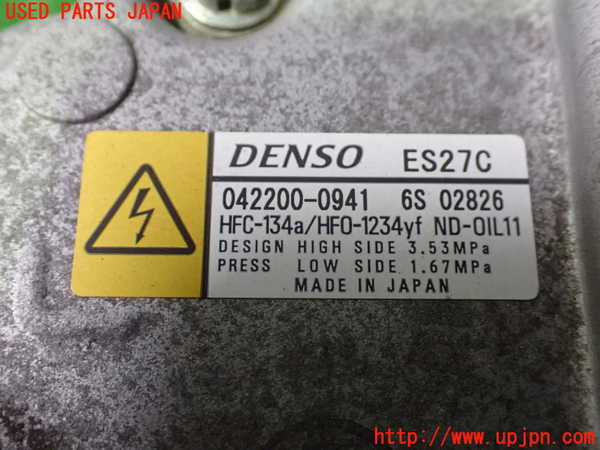 USED PARTS JAPAN
DENSO ES27C
042200-0941 6S 02826
HFC-134a/HFO-1234yf ND-OIL11
DESIGN HIGH SIDE 3.53MPa
PRESS LOW SIDE 1.67MPa
MADE IN JAPAN
http://www.upjpn.com/